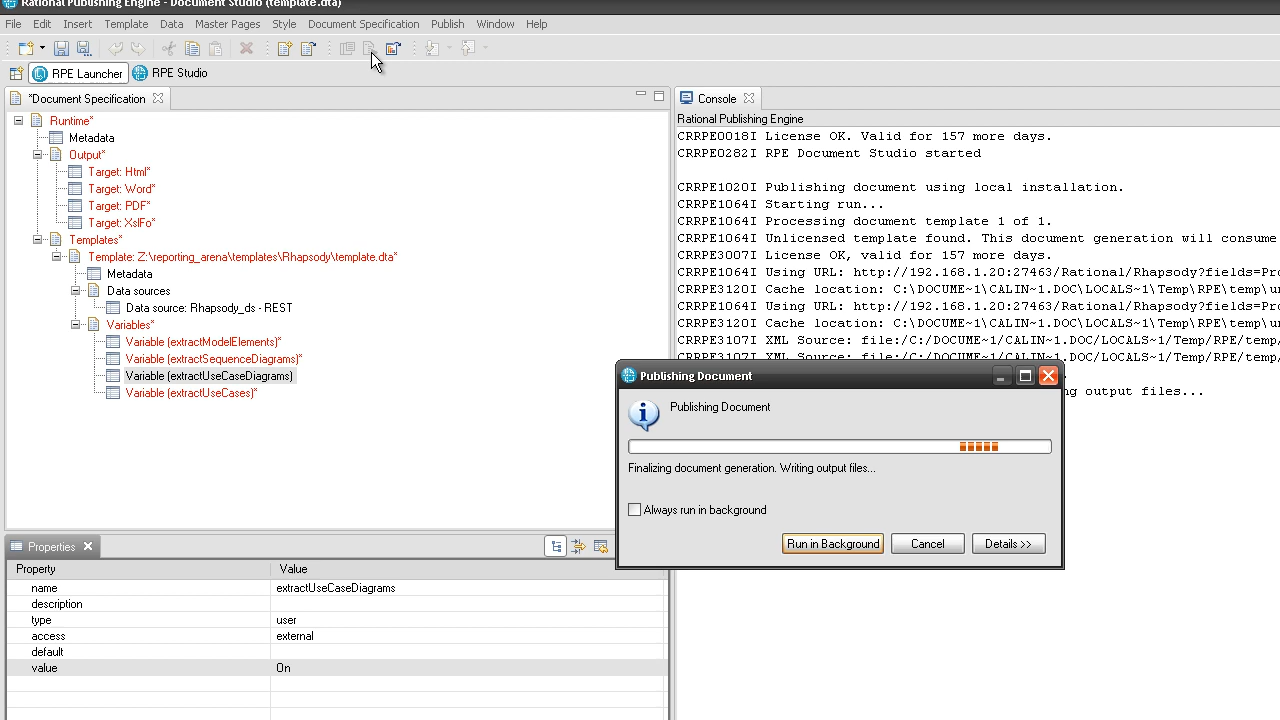 Rational Publishing Engine - Document Studio (template.dta)
File Edit Insert Template Data Master Pages Style Document Specification Publish Window Help
RPE Launcher RPE Studio
*Document Specification
Runtime*
Metadata
Output*
Target: Html*
Target: Word*
Target: PDF*
Target: XslFo*
Templates*
Template: Z:\reporting_arena\templates\Rhapsody\template.dta*
Metadata
Data sources
Data source: Rhapsody_ds - REST
Variables*
Variable (extractModelElements)*
Variable (extractSequenceDiagrams)*
Variable (extractUseCaseDiagrams)
Variable (extractUseCases)*
Console
Rational Publishing Engine
CRRPE0018I License OK. Valid for 157 more days.
CRRPE0282I RPE Document Studio started
CRRPE1020I Publishing document using local installation.
CRRPE1064I Starting run...
CRRPE1064I Processing document template 1 of 1.
CRRPE1064I Unlicensed template found. This document generation will consume
CRRPE3007I License OK, valid for 157 more days.
CRRPE1064I Using URL: http://192.168.1.20:27463/Rational/Rhapsody?fields=Pro
CRRPE3120I Cache location: C:\DOCUME~1\CALIN~1.DOC\LOCALS~1\Temp\RPE\temp\ur
CRRPE1064I Using URL: http://192.168.1.20:27463/Rational/Rhapsody?fields=Pro
CRRPE3120I Cache location: C:\DOCUME~1\CALIN~1.DOC\LOCALS~1\Temp\RPE\temp\ur
CRRPE3107I XML Source: file:/C:/DOCUME~1/CALIN~1.DOC/LOCALS~1/Temp/RPE/temp/
CRRPE3107I XML Source: file:/C:/DOCUME~1/CALIN~1.DOC/LOCALS~1/Temp/RPE/temp/
ng output files...
Publishing Document
Publishing Document
Finalizing document generation. Writing output files...
Always run in background
Run in Background Cancel Details >>
Properties
Property Value
name extractUseCaseDiagrams
description
type user
access external
default
value On